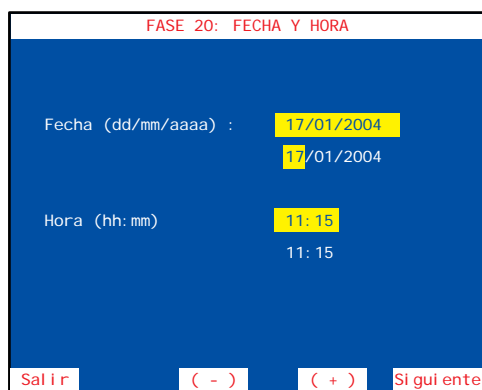 FASE 20: FECHA Y HORA
Fecha (dd/mm/aaaa) : 17/01/2004
17/01/2004
Hora (hh:mm) 11:15
11:15
Salir ( - ) ( + ) Siguiente